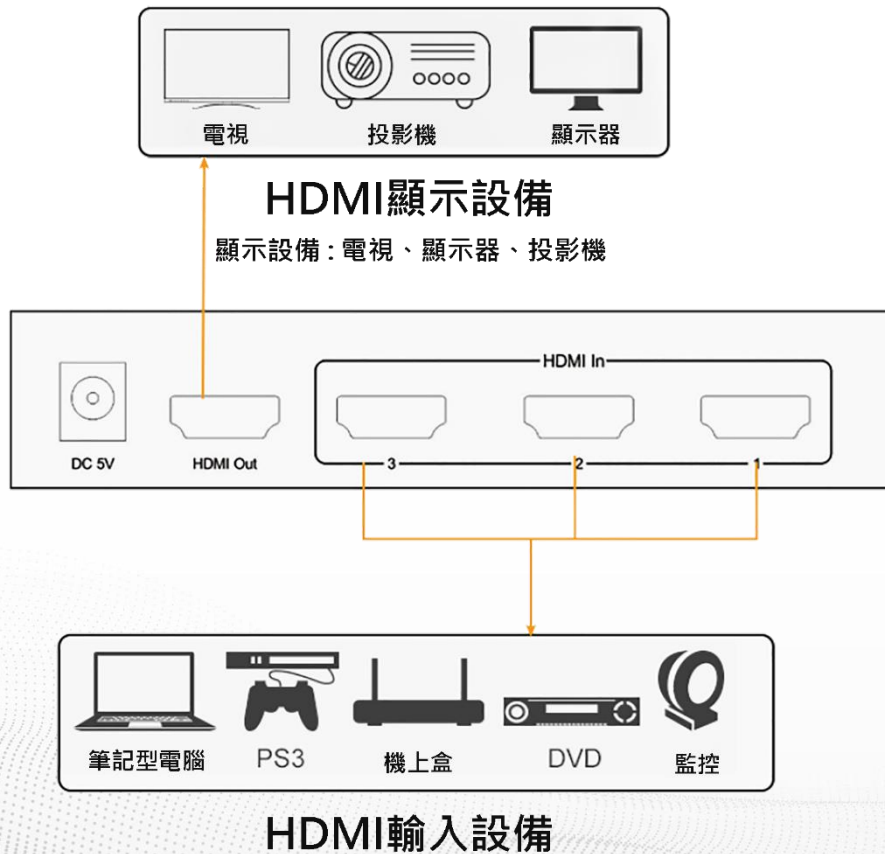 電視
投影機
顯示器
HDMI顯示設備
顯示設備 : 電視、顯示器、投影機
HDMI In
DC 5V
HDMI Out
3
2
1
筆記型電腦
PS3
機上盒
DVD
監控
HDMI輸入設備